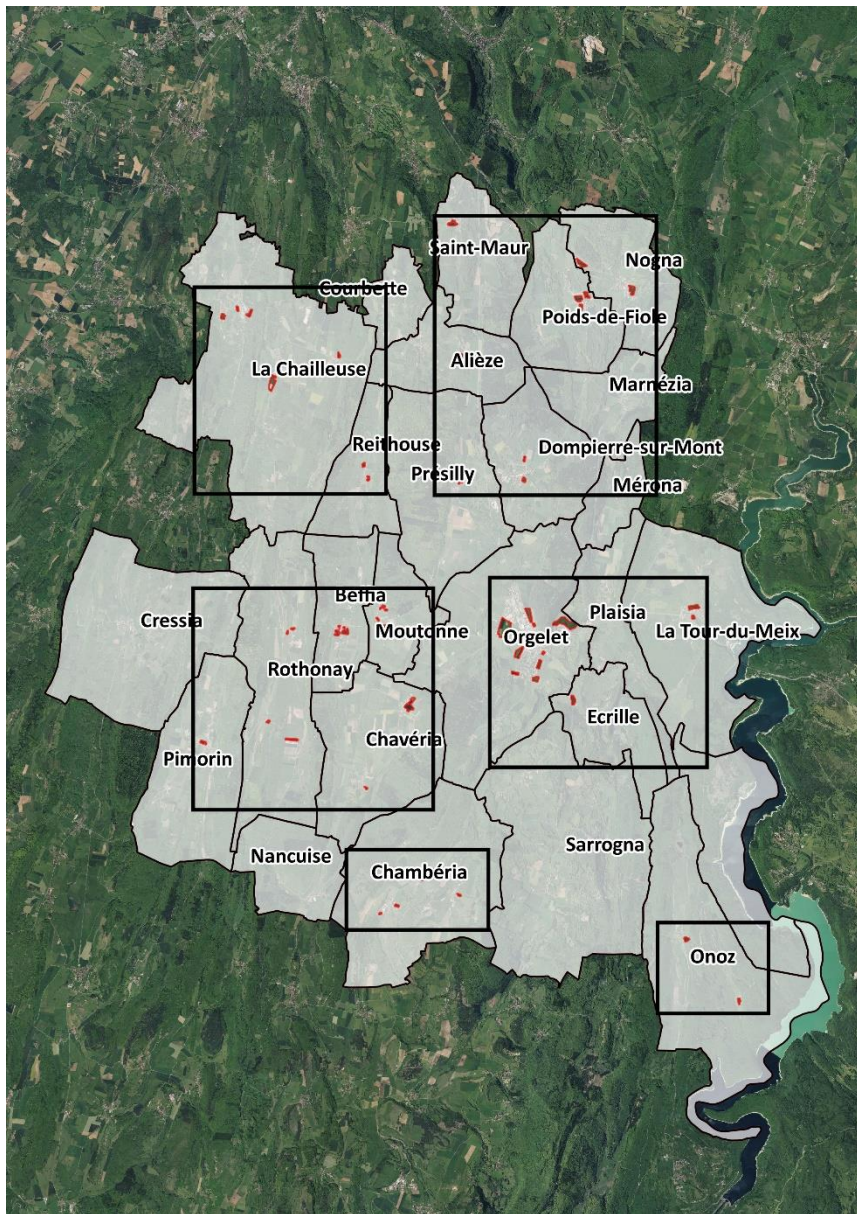 Saint-Maur
Nogna
Courbette
Poids-de-Fiole
Alièze
La Chailleuse
Marnézia
Reithouse
Dompierre-sur-Mont
Présilly
Mérona
Beffia
Plaisia
Cressia
Moutonne
Orgelet
La Tour-du-Meix
Rothonay
Ecrille
Chavéria
Pimorin
Sarrogna
Nancuise
Chambéria
Onoz